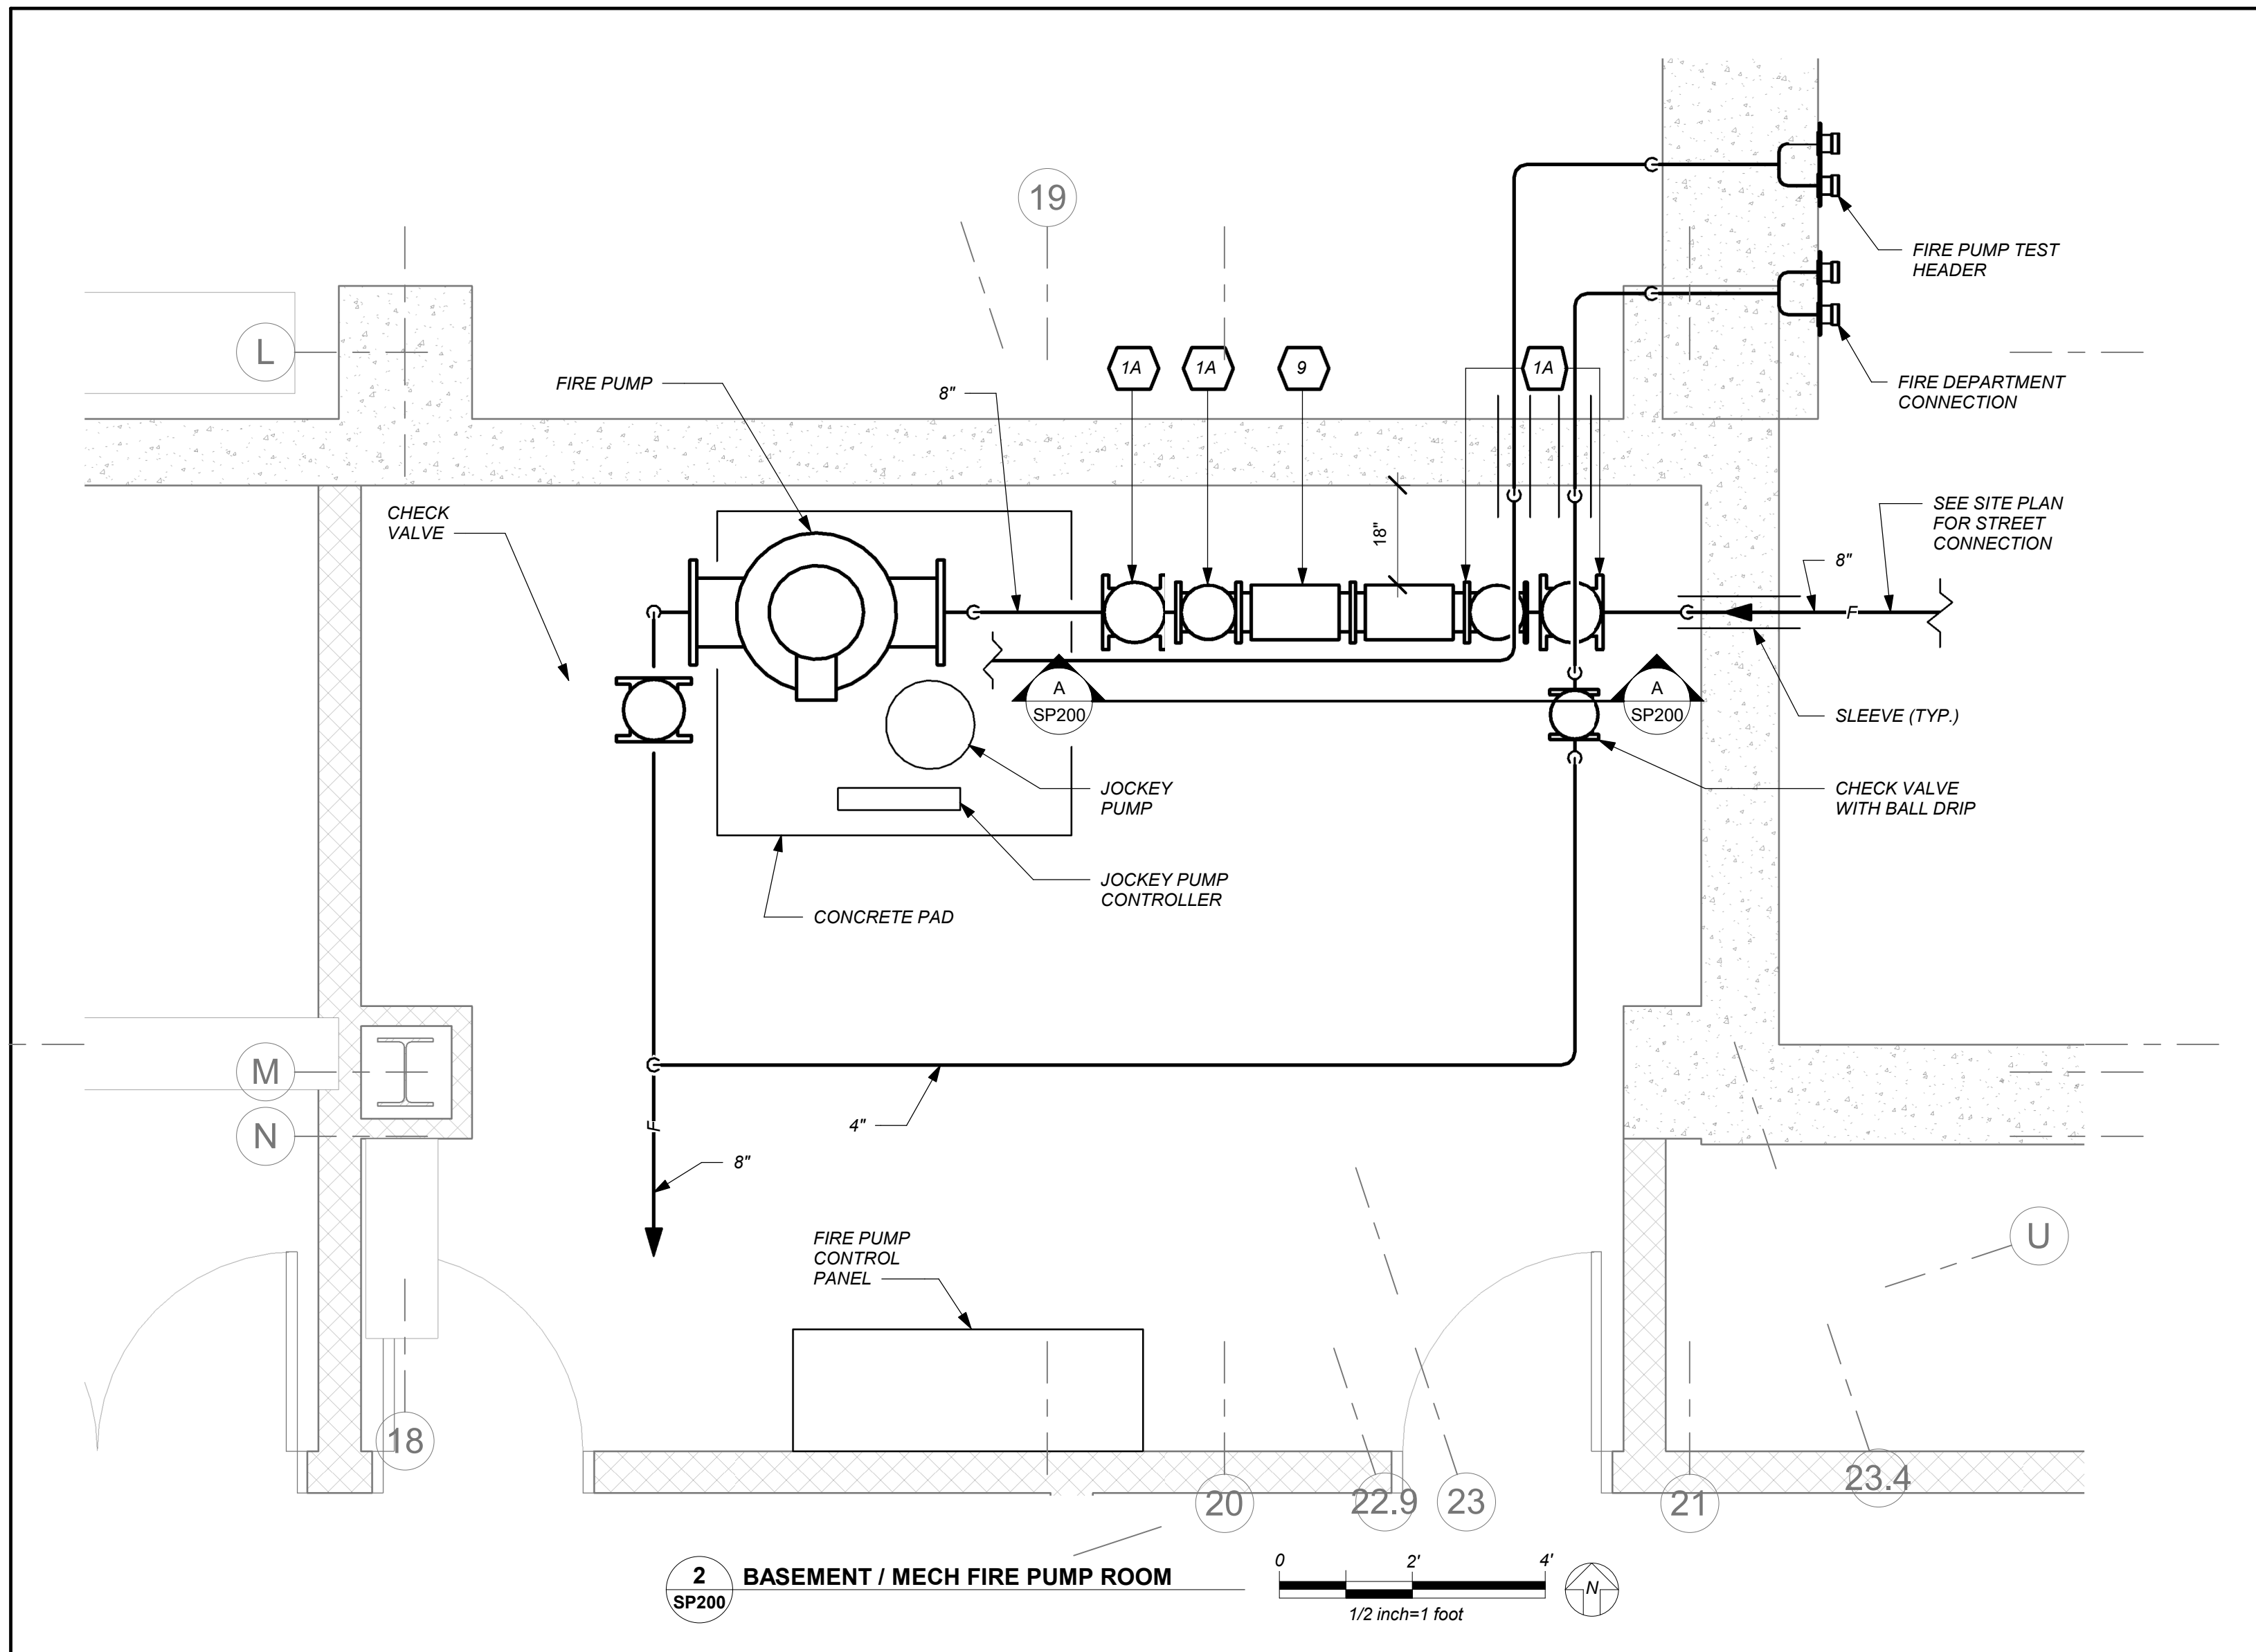 19
FIRE PUMP TEST
HEADER
L
FIRE PUMP
8"
1A
1A
9
1A
FIRE DEPARTMENT
CONNECTION
CHECK
VALVE
18"
SEE SITE PLAN
FOR STREET
CONNECTION
8"
F
A
SP200
A
SP200
SLEEVE (TYP.)
JOCKEY
PUMP
CHECK VALVE
WITH BALL DRIP
JOCKEY PUMP
CONTROLLER
CONCRETE PAD
M
N
F
4"
8"
FIRE PUMP
CONTROL
PANEL
U
18
20
22.9
23
21
23.4
2
SP200
BASEMENT / MECH FIRE PUMP ROOM
0
2'
4'
1/2 inch=1 foot
N